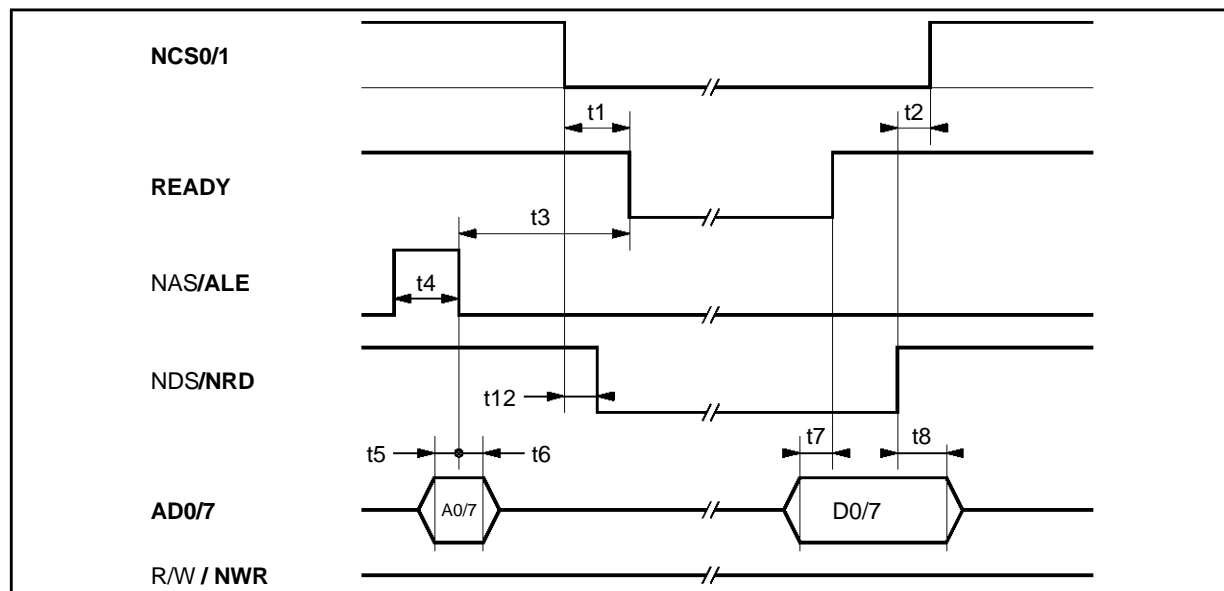 NCS0/1
t1
t2
READY
t3
NAS/ALE
t4
NDS/NRD
t12
t7
t8
t5
t6
AD0/7
A0/7
D0/7
R/W / NWR